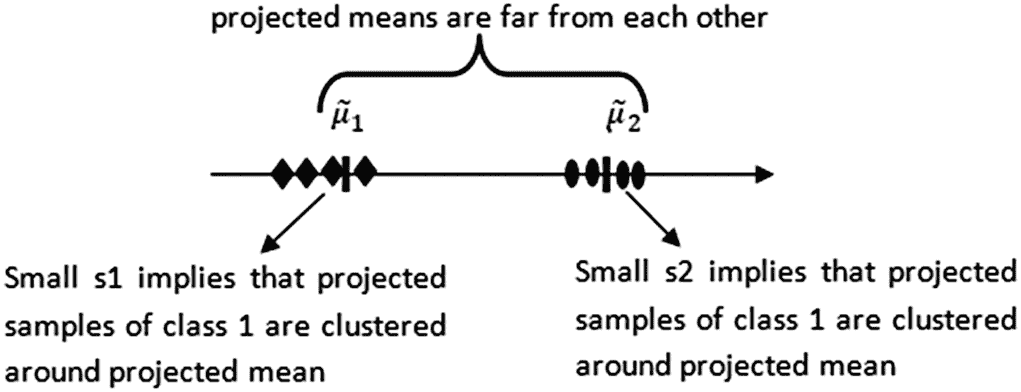 projected means are far from each other
μ̃₁ μ̃₂
Small s1 implies that projected
samples of class 1 are clustered
around projected mean
Small s2 implies that projected
samples of class 1 are clustered
around projected mean